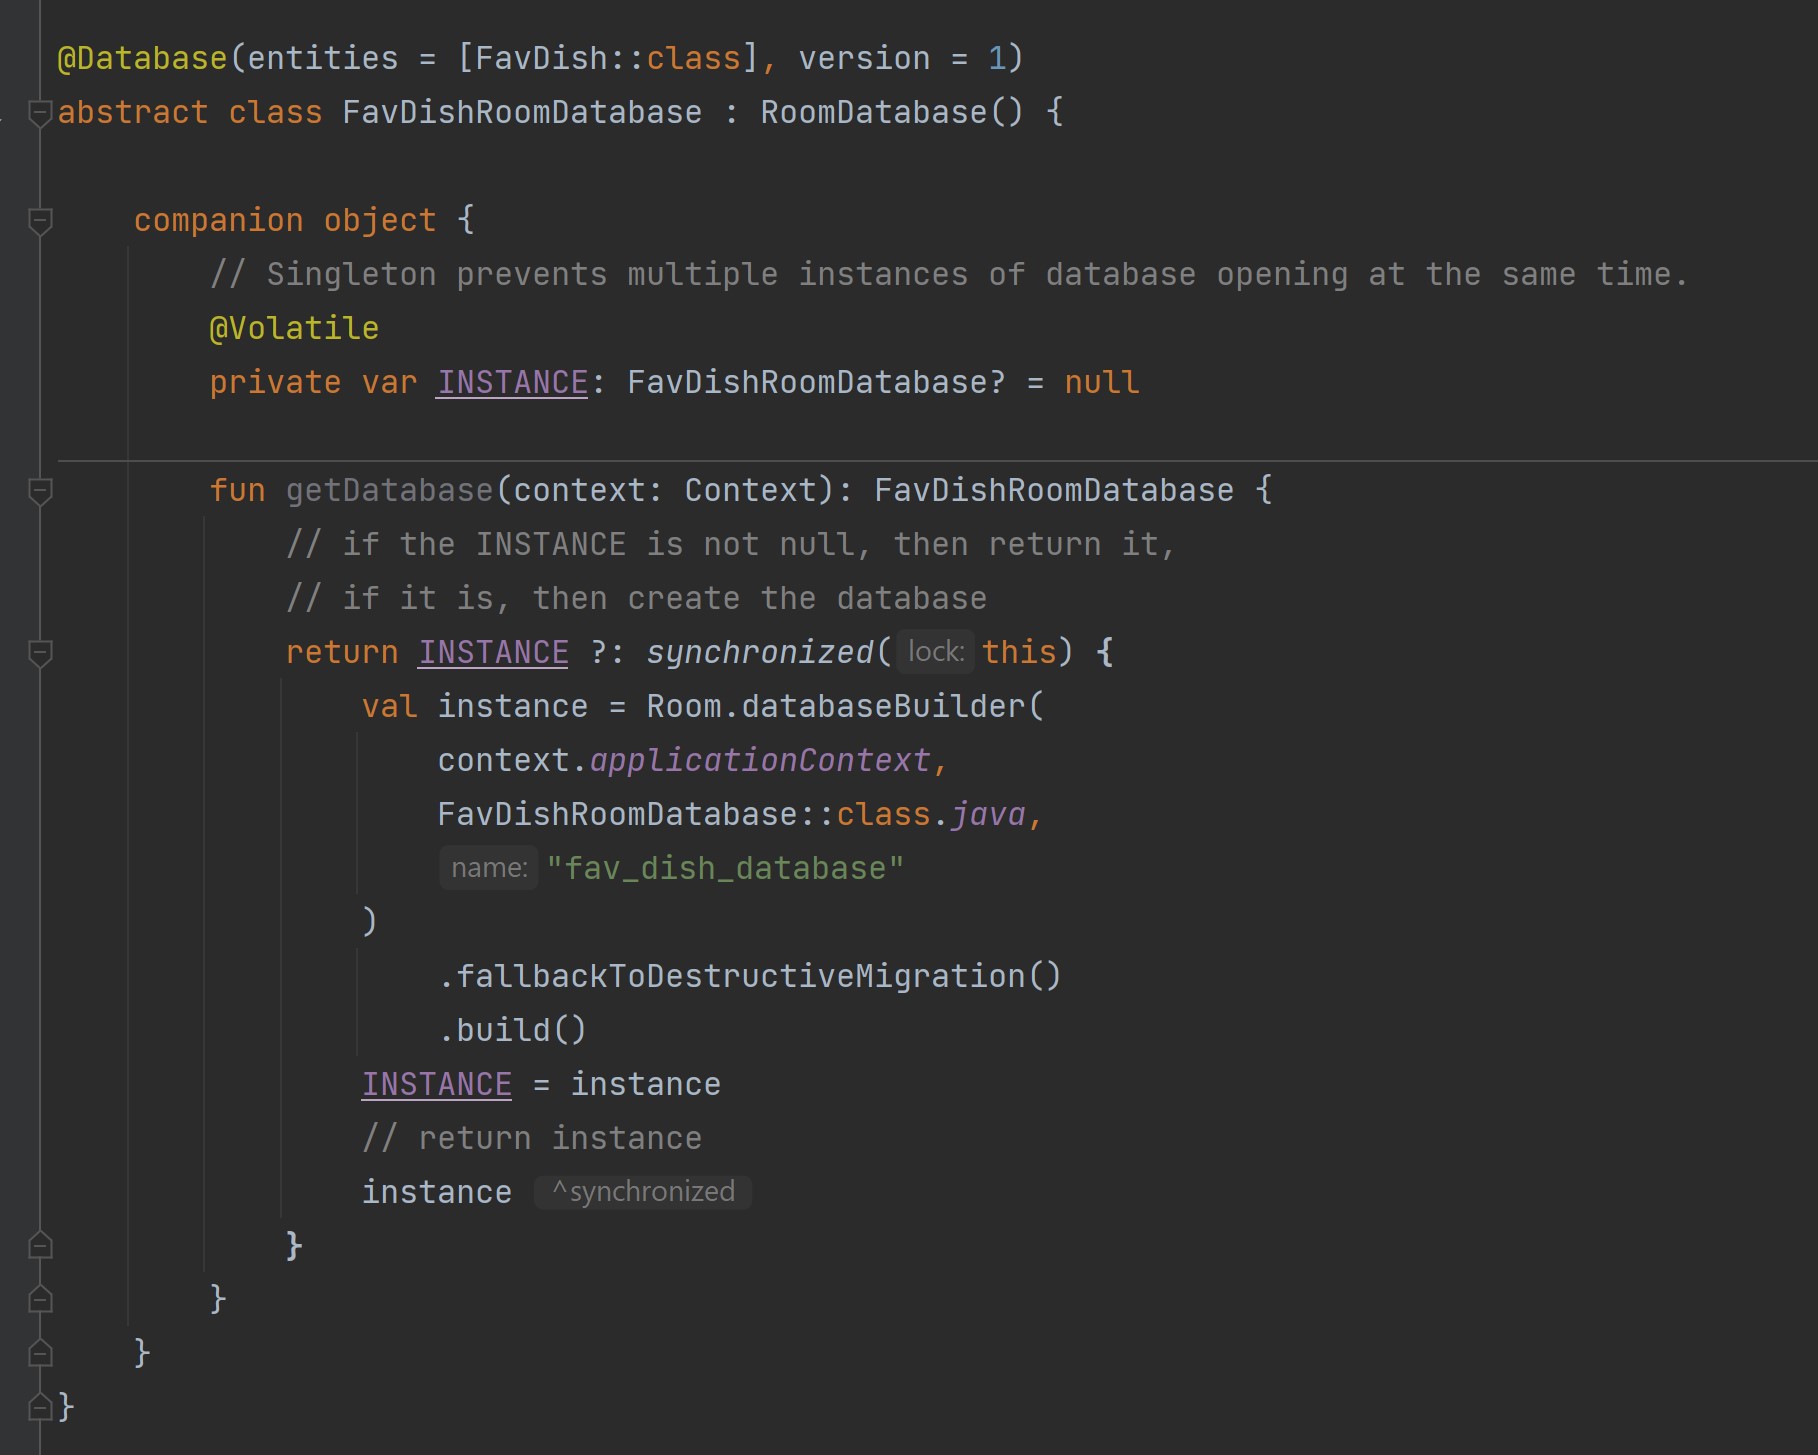 @Database(entities = [FavDish::class], version = 1)
abstract class FavDishRoomDatabase : RoomDatabase() {
companion object {
// Singleton prevents multiple instances of database opening at the same time.
@Volatile
private var INSTANCE: FavDishRoomDatabase? = null
fun getDatabase(context: Context): FavDishRoomDatabase {
// if the INSTANCE is not null, then return it,
// if it is, then create the database
return INSTANCE ?: synchronized( lock: this) {
val instance = Room.databaseBuilder(
context.applicationContext,
FavDishRoomDatabase::class.java,
name: "fav_dish_database"
)
.fallbackToDestructiveMigration()
.build()
INSTANCE = instance
// return instance
instance ^synchronized
}
}
}
}